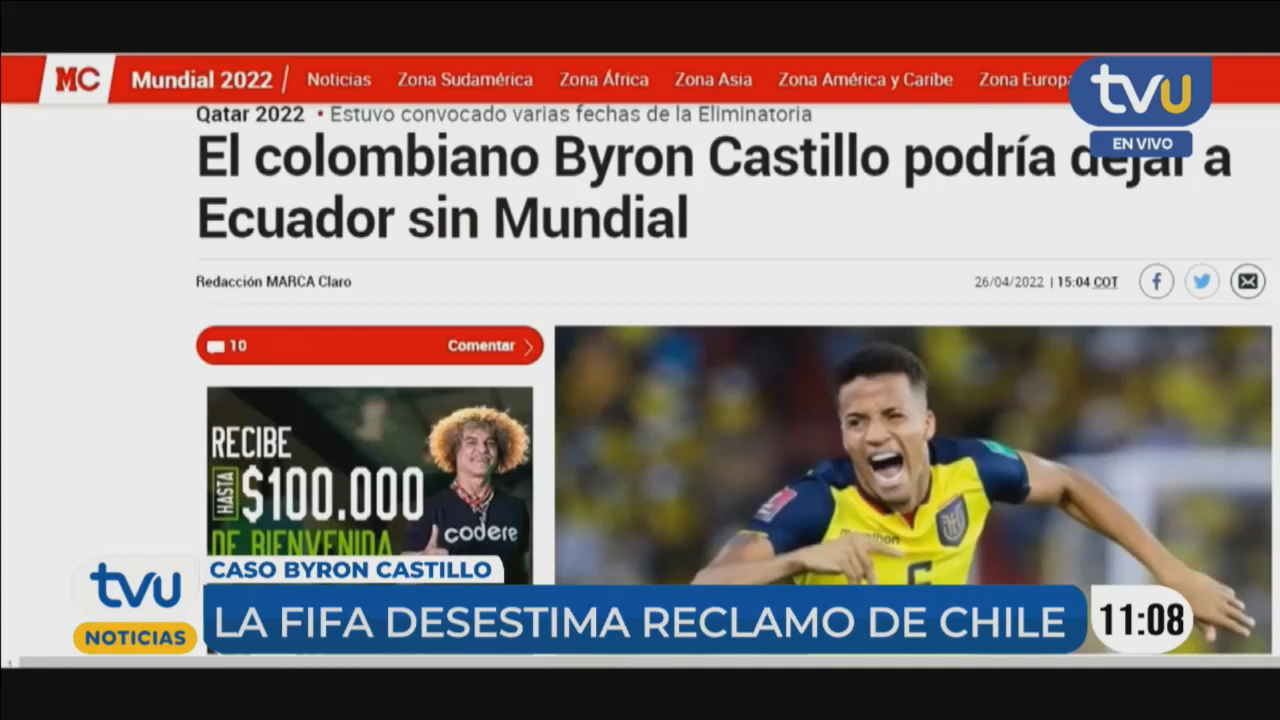 MC
Mundial 2022 Noticias Zona Sudamérica Zona África Zona Asia Zona América y Caribe Zona Europa
tvu
EN VIVO
Qatar 2022 • Estuvo convocado varias fechas de la Eliminatoria
El colombiano Byron Castillo podría dejar a
Ecuador sin Mundial
Redacción MARCA Claro
26/04/2022 | 15:04 COT
10 Comentar
RECIBE
HASTA $100.000
DE BIENVENIDA
codere
marathon
tvu
NOTICIAS
CASO BYRON CASTILLO
LA FIFA DESESTIMA RECLAMO DE CHILE
11:08